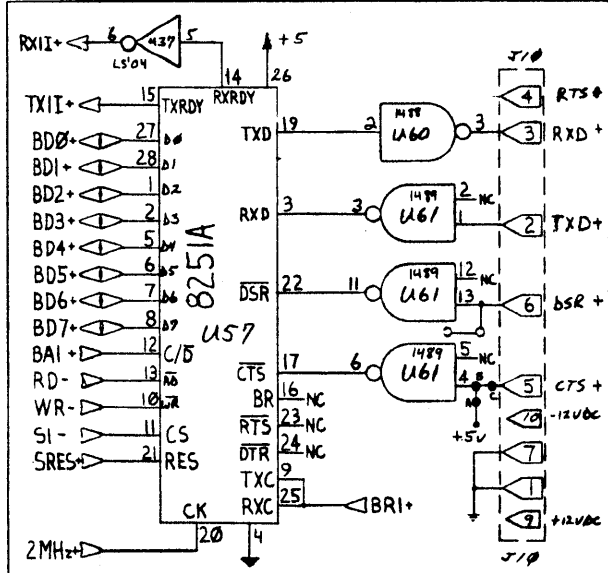 RX1I+ 6 U37 5
LS'04
+5
14 26
J10
TX1I+ 15 TXRDY RXRDY
4 RTS+
BD0+ 27 D0 TXD 19 2 1488 U60 3 3 RXD+
BD1+ 28 D1
BD2+ 1 D2
BD3+ 2 D3 RXD 3 3 1489 U61 2 NC 1 2 TXD+
BD4+ 5 D4
BD5+ 6 D5
8251A
U57
BD6+ 7 D6 DSR 22 11 1489 U61 12 NC 13 6 DSR+
BD7+ 8 D7
BA1+ 12 C/D
RD- 13 RD CTS 17 6 1489 U61 5 NC 4 B A C 5 CTS+
+5V
WR- 10 WR BR 16 NC
10 -12VDC
S1- 11 CS RTS 23 NC
SRES+ 21 RES DTR 24 NC
7
TXC 9
1
RXC 25 BR1+
9 +12VDC
CK
2MHz+ 20 4
J10